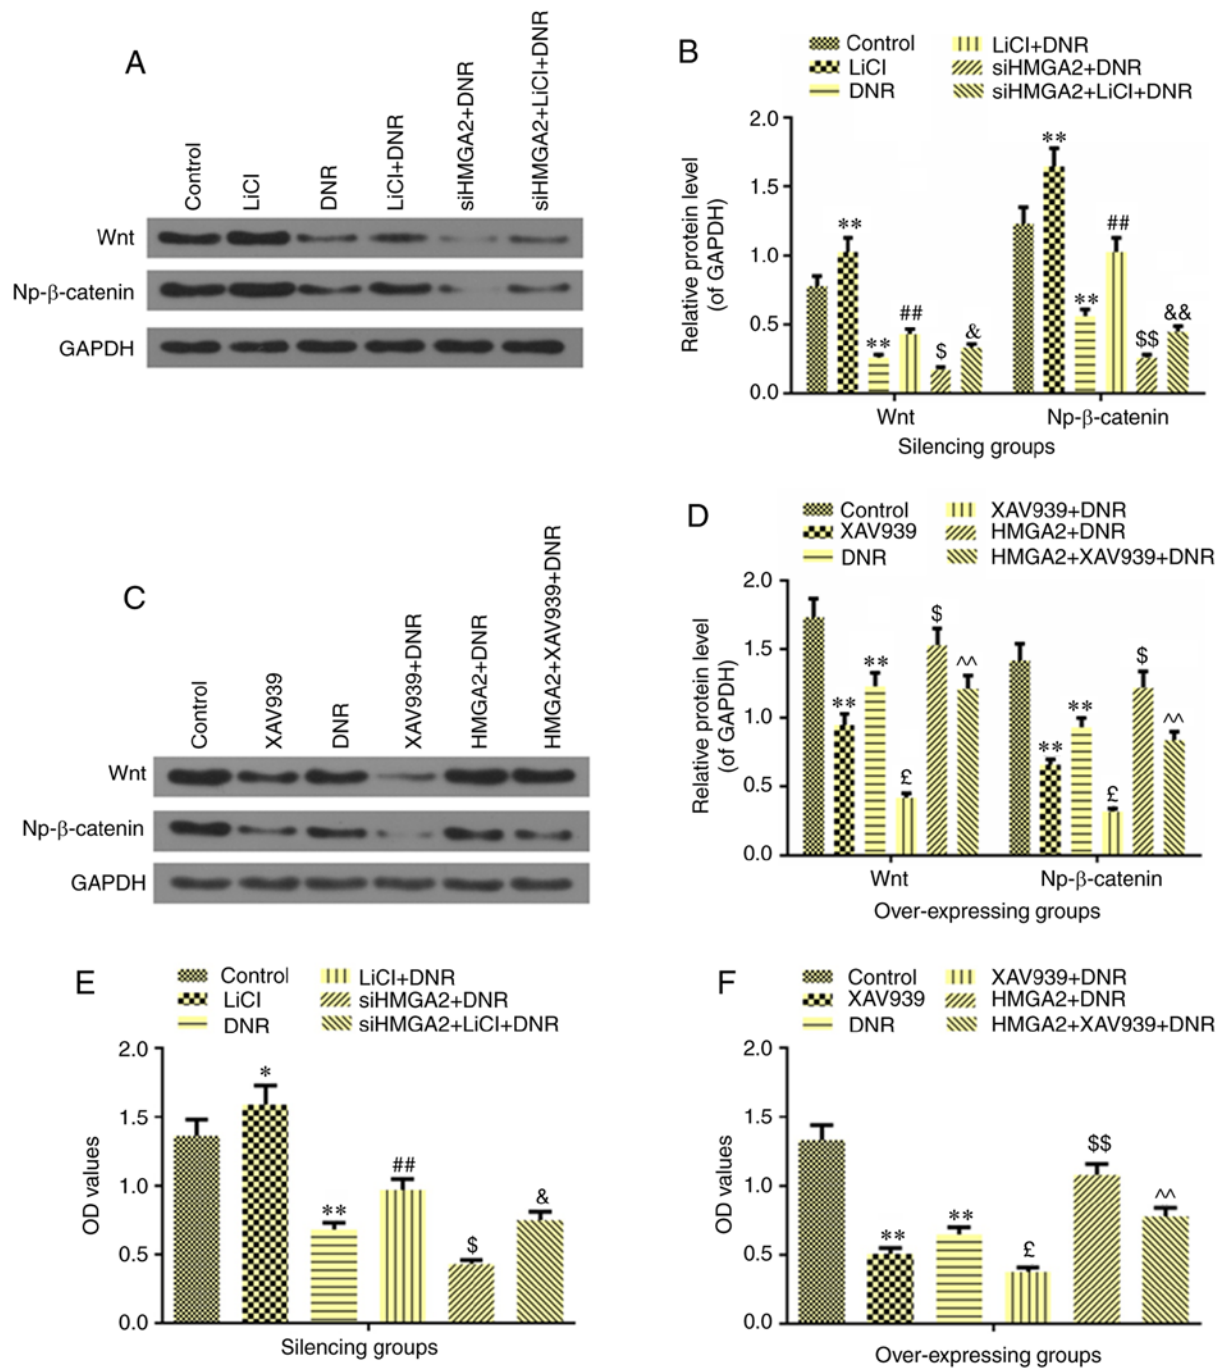 A
Control
LiCl
DNR
LiCl+DNR
siHMGA2+DNR
siHMGA2+LiCl+DNR
Wnt
Np-β-catenin
GAPDH
B
Control
LiCl
DNR
LiCl+DNR
siHMGA2+DNR
siHMGA2+LiCl+DNR
Relative protein level
(of GAPDH)
2.0
1.5
1.0
0.5
0.0
**
**
##
$
&
**
**
##
$$
&&
Wnt
Np-β-catenin
Silencing groups
C
Control
XAV939
DNR
XAV939+DNR
HMGA2+DNR
HMGA2+XAV939+DNR
Wnt
Np-β-catenin
GAPDH
D
Control
XAV939
DNR
XAV939+DNR
HMGA2+DNR
HMGA2+XAV939+DNR
Relative protein level
(of GAPDH)
2.0
1.5
1.0
0.5
0.0
**
**
£
$
^^
**
**
£
$
^^
Wnt
Np-β-catenin
Over-expressing groups
E
Control
LiCl
DNR
LiCl+DNR
siHMGA2+DNR
siHMGA2+LiCl+DNR
OD values
2.0
1.5
1.0
0.5
0.0
*
**
##
$
&
Silencing groups
F
Control
XAV939
DNR
XAV939+DNR
HMGA2+DNR
HMGA2+XAV939+DNR
OD values
2.0
1.5
1.0
0.5
0.0
**
**
£
$$
^^
Over-expressing groups